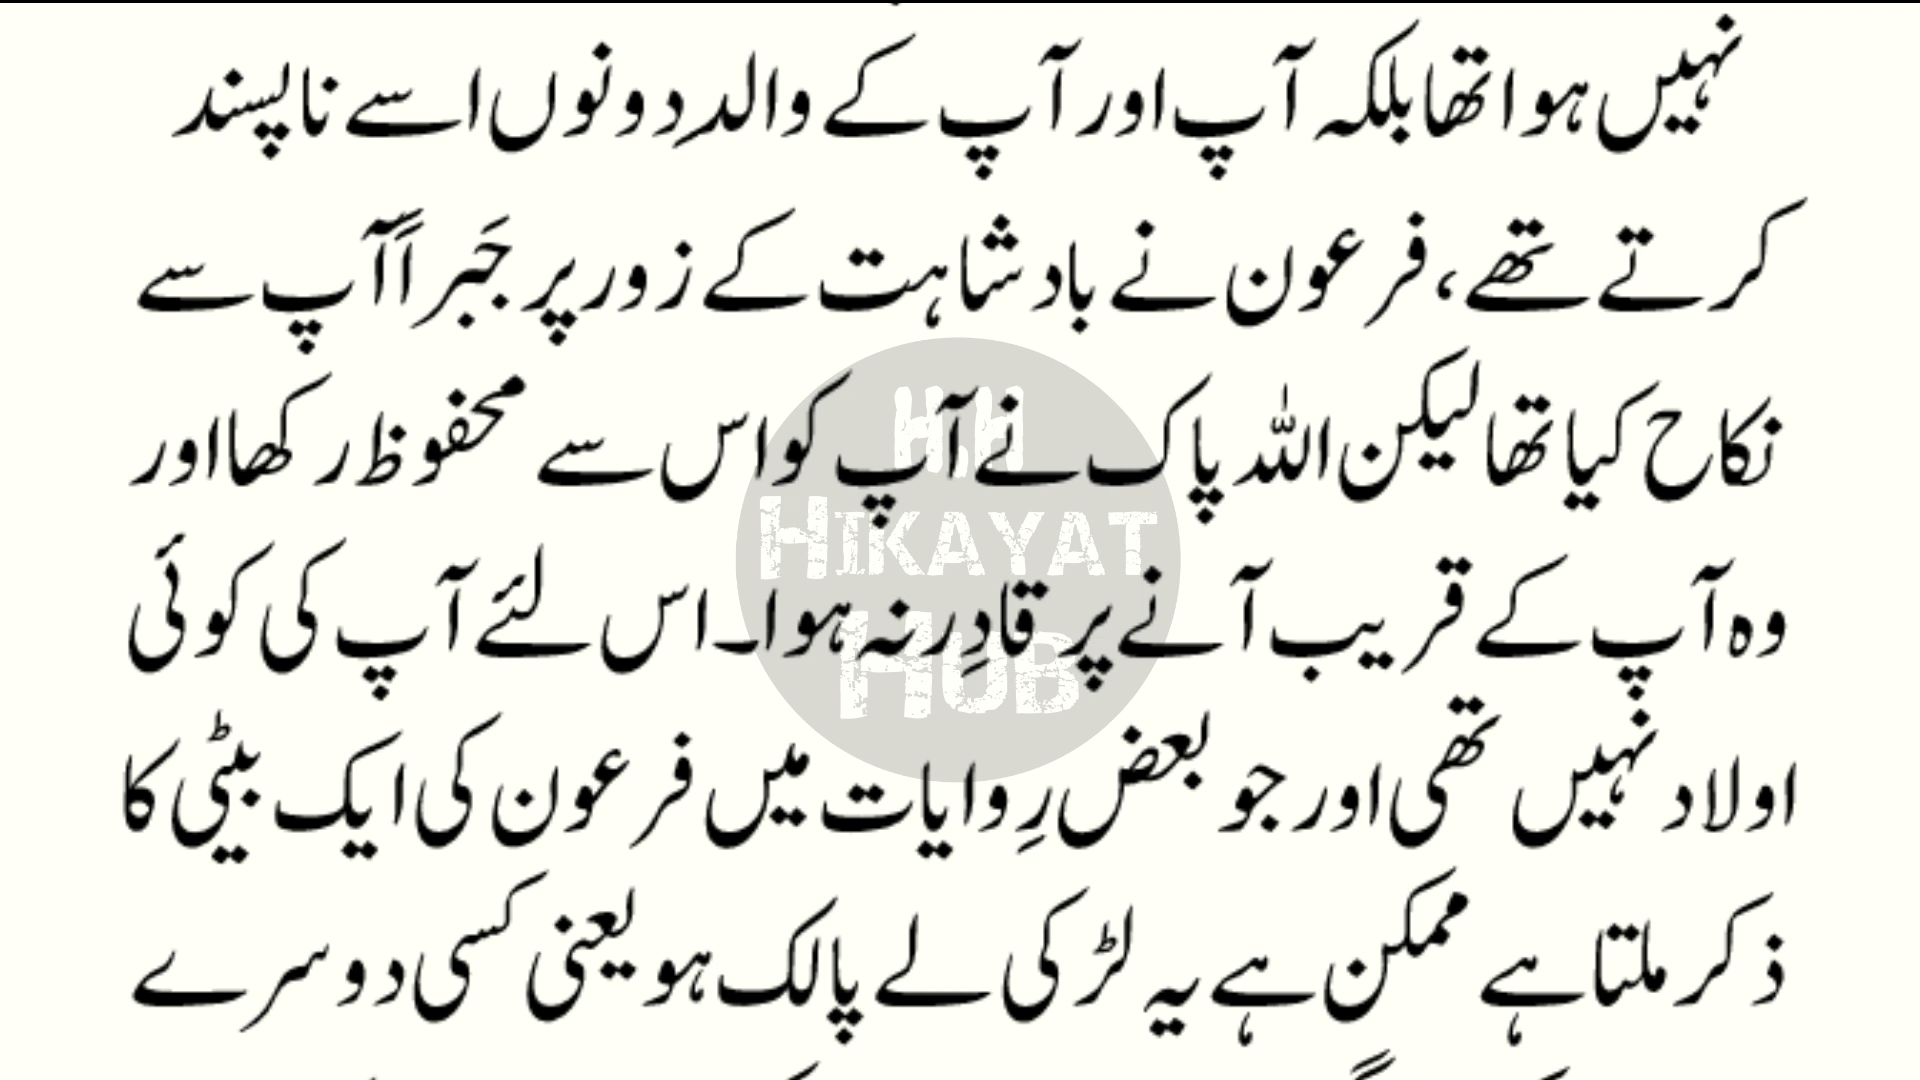 نہیں ہوا تھا بلکہ آپ اور آپ کے والد دونوں اسے ناپسند
کرتے تھے، فرعون نے بادشاہت کے زور پر جَبراً آپ سے
نکاح کیا تھا لیکن اللہ پاک نے آپ کو اس سے محفوظ رکھا اور
وہ آپ کے قریب آنے پر قادِر نہ ہوا۔ اس لئے آپ کی کوئی
اولاد نہیں تھی اور جو بعض رِوایات میں فرعون کی ایک بیٹی کا
ذکر ملتا ہے ممکن ہے یہ لڑکی لے پالک ہو یعنی کسی دوسرے
H.H
HIKAYAT
HUB